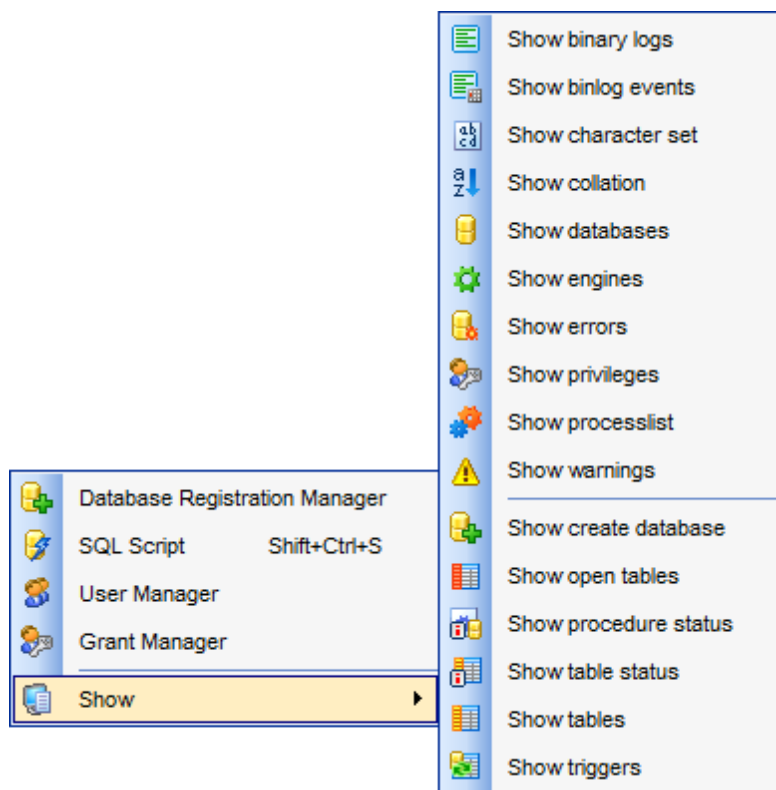 Show binary logs
Show binlog events
Show character set
Show collation
Show databases
Show engines
Show errors
Show privileges
Show processlist
Show warnings
Show create database
Show open tables
Show procedure status
Show table status
Show tables
Show triggers
Database Registration Manager
SQL Script Shift+Ctrl+S
User Manager
Grant Manager
Show